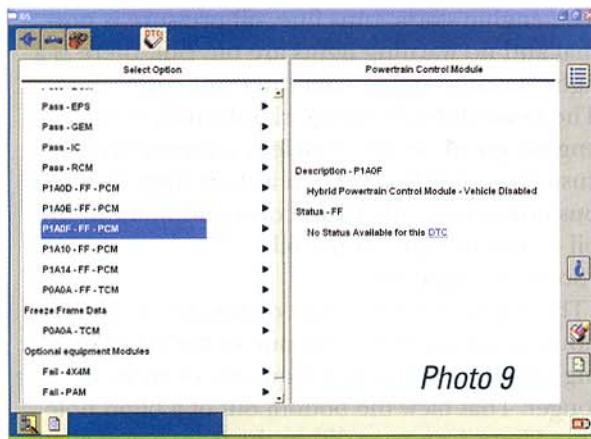 IDS
DTC
Select Option
Pass - EPS
Pass - GEM
Pass - IC
Pass - RCM
P1A0D - FF - PCM
P1A0E - FF - PCM
P1A0F - FF - PCM
P1A10 - FF - PCM
P1A14 - FF - PCM
P0A0A - FF - TCM
Freeze Frame Data
P0A0A - TCM
Optional equipment Modules
Fail - 4X4M
Fail - PAM
Powertrain Control Module
Description - P1A0F
Hybrid Powertrain Control Module - Vehicle Disabled
Status - FF
No Status Available for this DTC
Photo 9